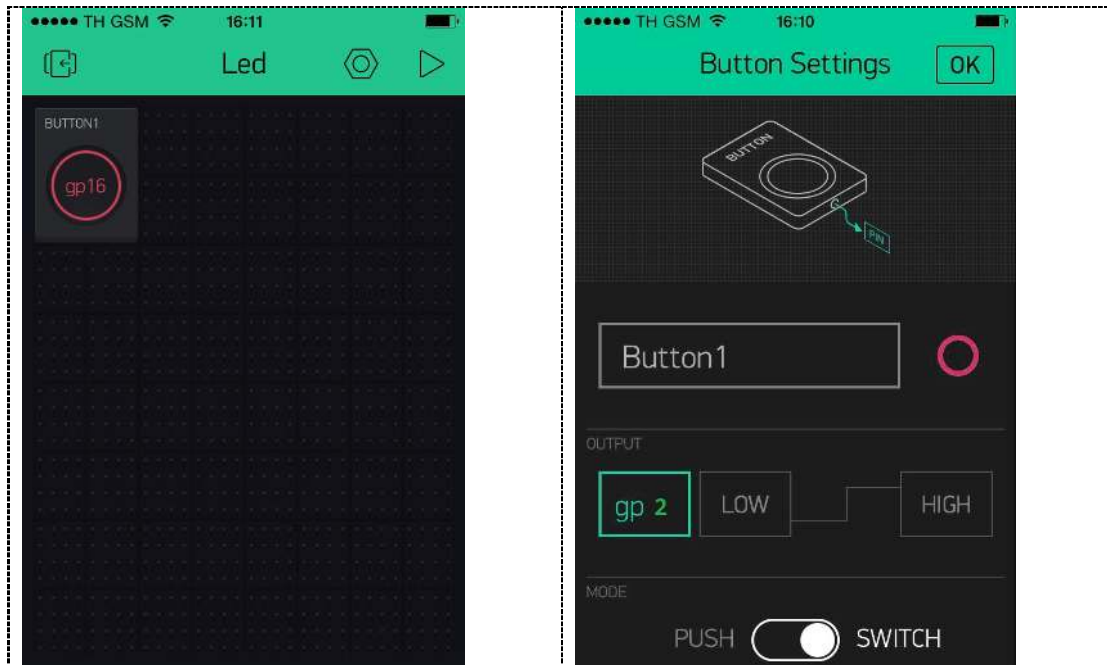 TH GSM 16:11
Led
BUTTON1
gp16
TH GSM 16:10
Button Settings OK
BUTTON
PIN
Button1
OUTPUT
gp 2 LOW HIGH
MODE
PUSH SWITCH